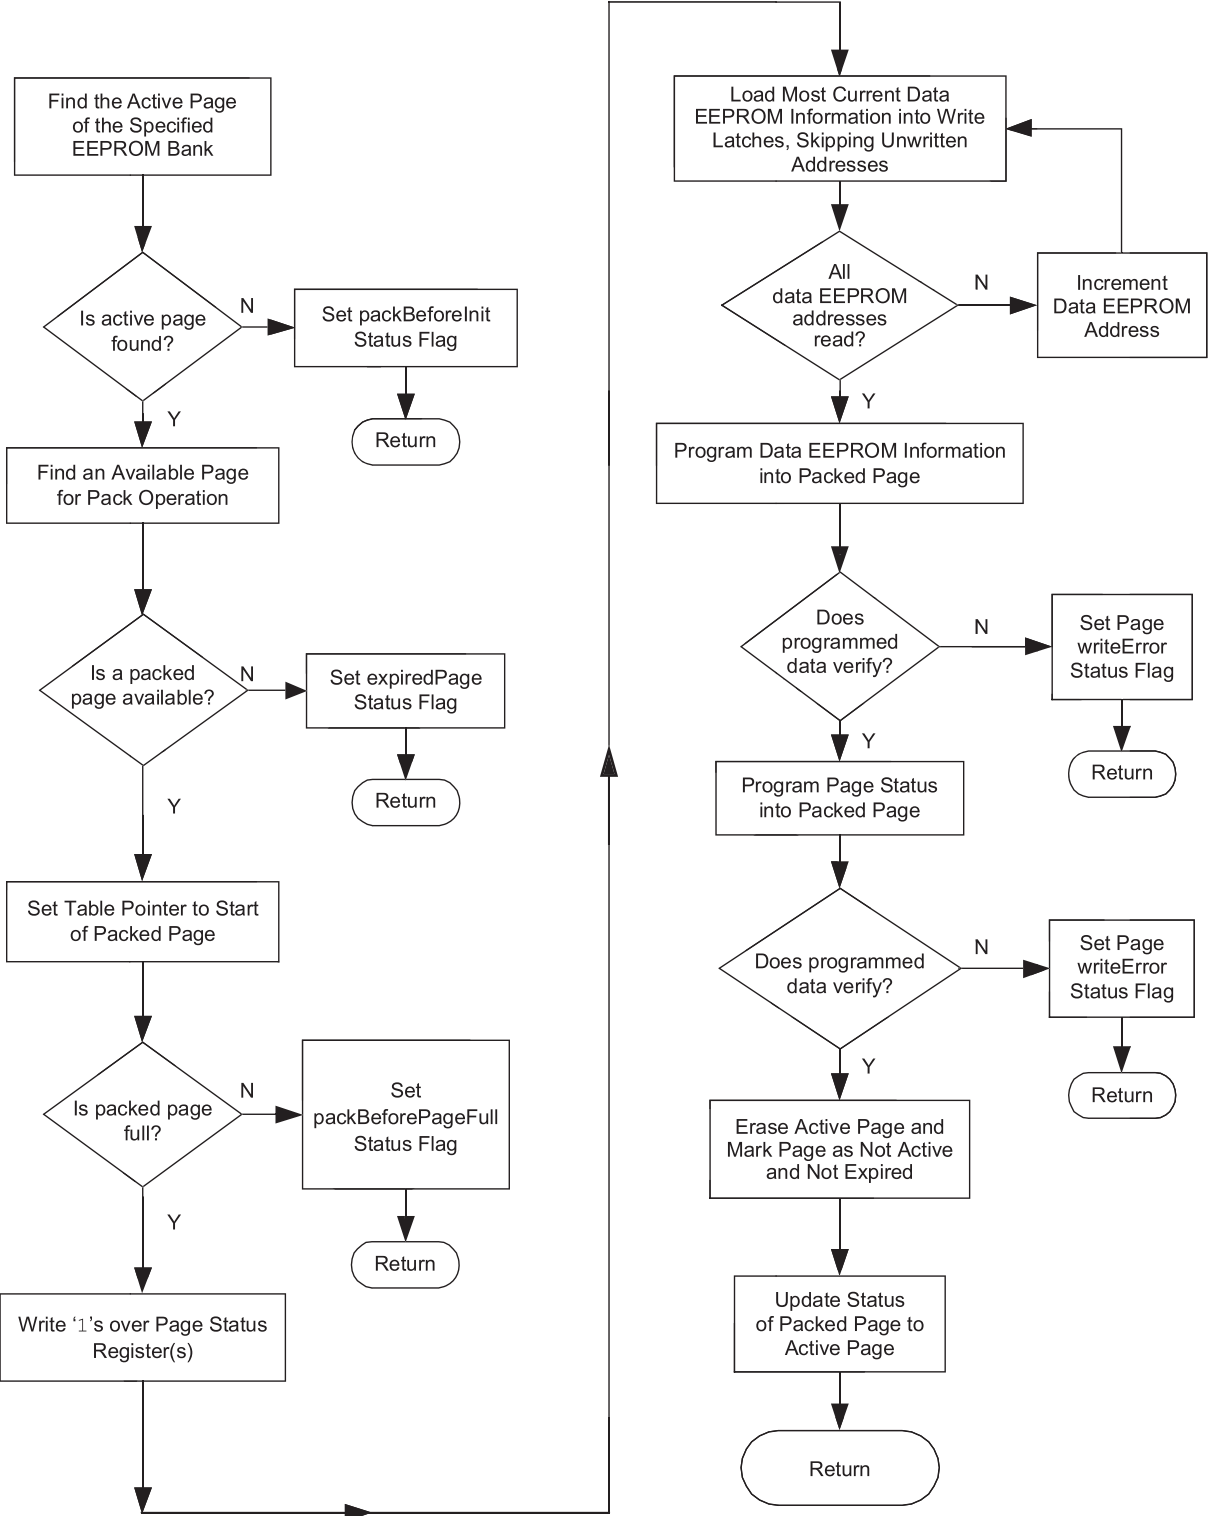 Find the Active Page
of the Specified
EEPROM Bank
Is active page
found?
N
Set packBeforeInit
Status Flag
Return
Y
Find an Available Page
for Pack Operation
Is a packed
page available?
N
Set expiredPage
Status Flag
Return
Y
Set Table Pointer to Start
of Packed Page
Is packed page
full?
N
Set
packBeforePageFull
Status Flag
Return
Y
Write ‘1’s over Page Status
Register(s)
Load Most Current Data
EEPROM Information into Write
Latches, Skipping Unwritten
Addresses
All
data EEPROM
addresses
read?
N
Increment
Data EEPROM
Address
Y
Program Data EEPROM Information
into Packed Page
Does
programmed
data verify?
N
Set Page
writeError
Status Flag
Return
Y
Program Page Status
into Packed Page
Does programmed
data verify?
N
Set Page
writeError
Status Flag
Return
Y
Erase Active Page and
Mark Page as Not Active
and Not Expired
Update Status
of Packed Page to
Active Page
Return